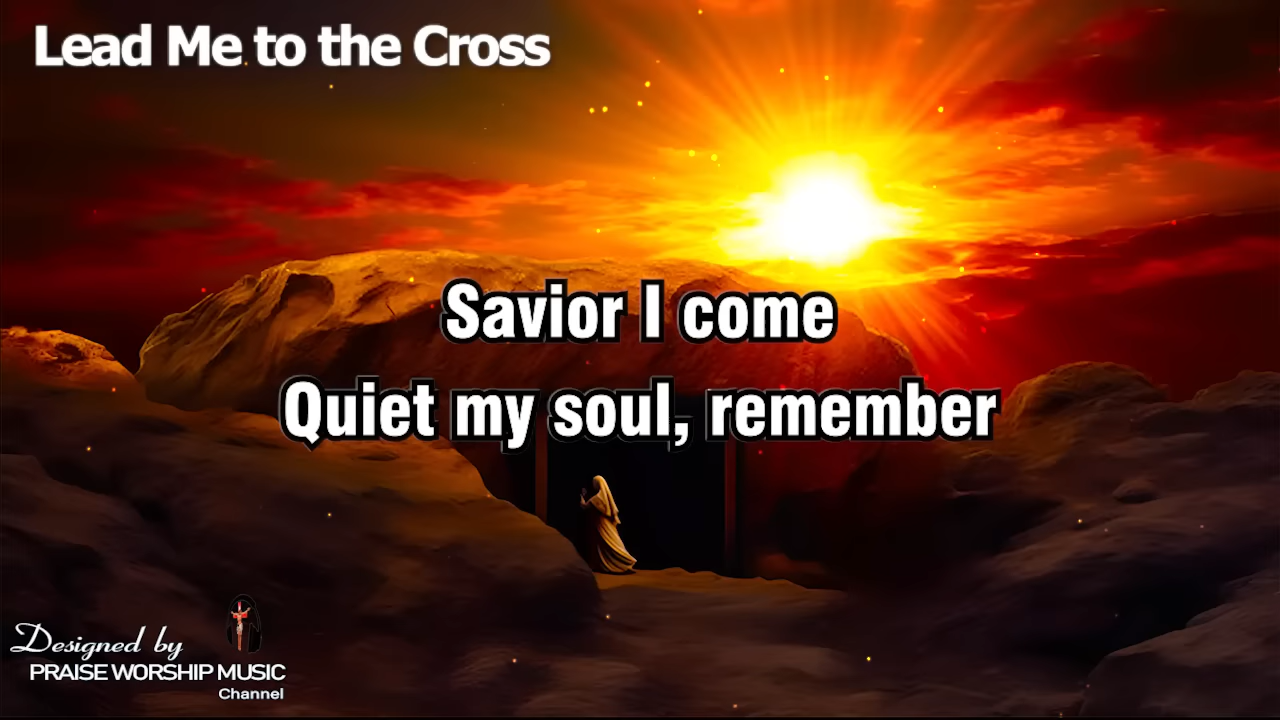 Lead Me to the Cross
Savior I come
Quiet my soul, remember
Designed by
PRAISE WORSHIP MUSIC
Channel